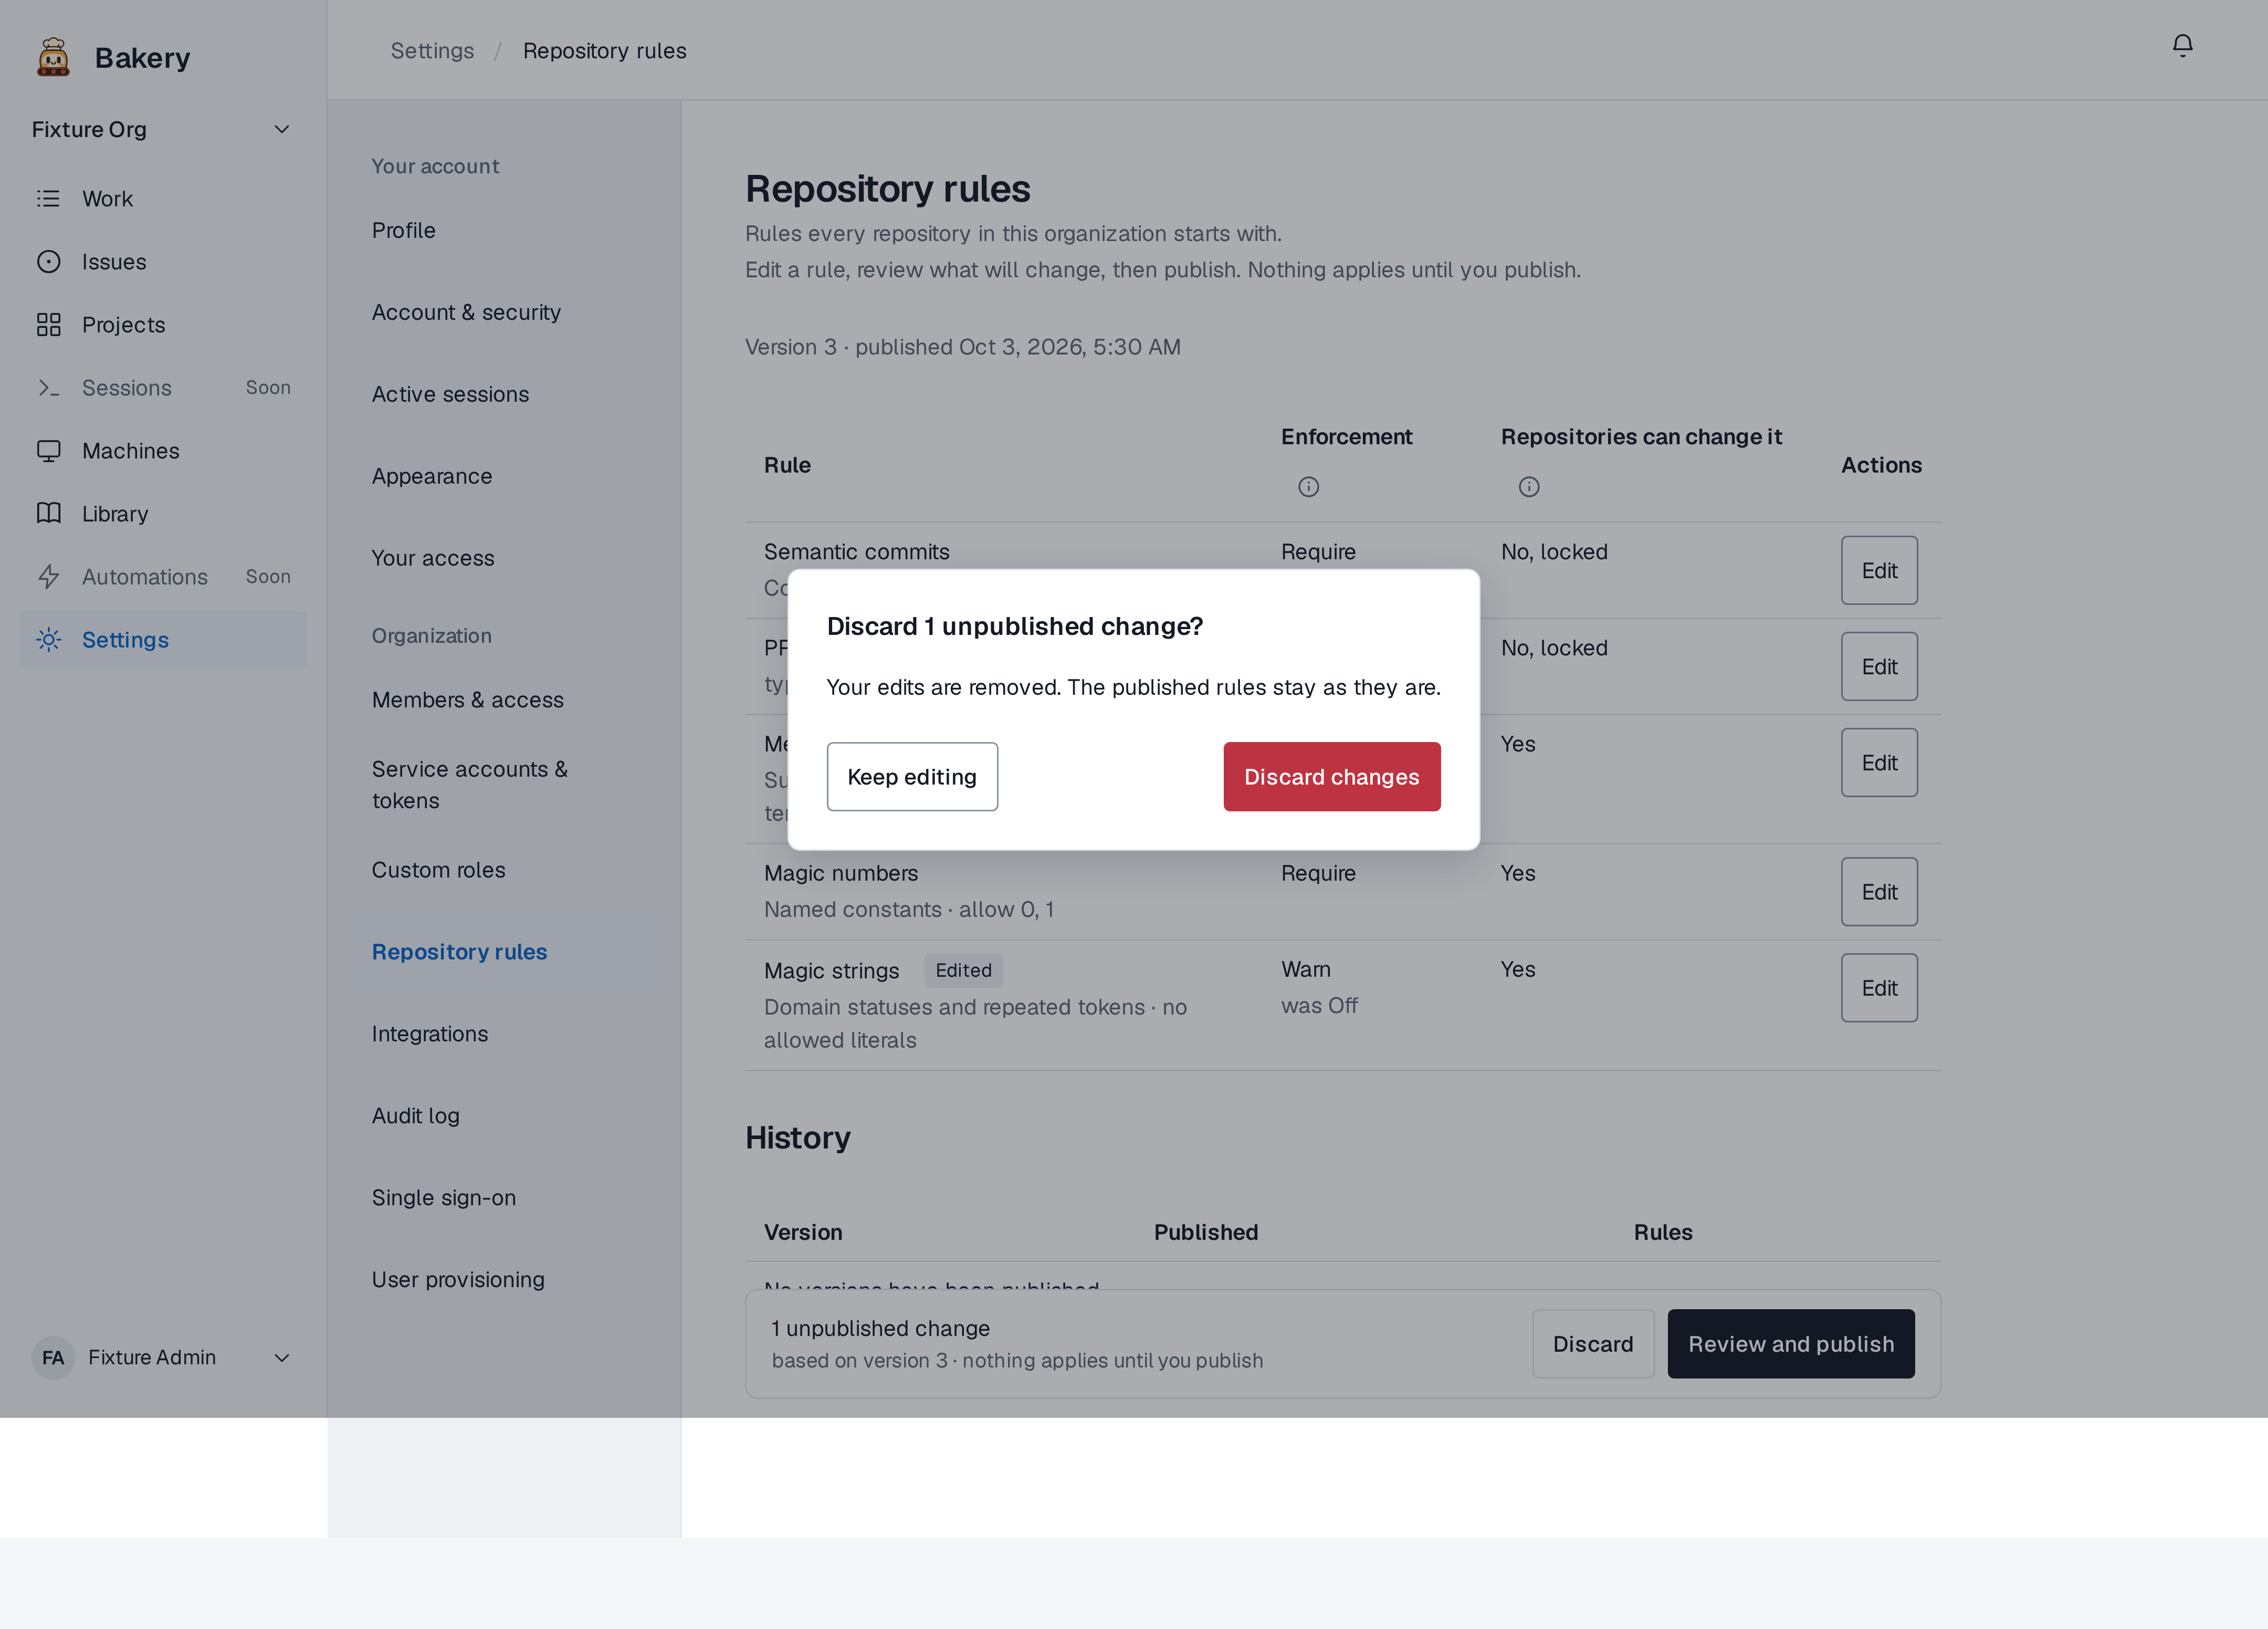 Bakery
Fixture Org
Work
Issues
Projects
Sessions Soon
Machines
Library
Automations Soon
Settings
FA Fixture Admin
Settings / Repository rules
Your account
Profile
Account & security
Active sessions
Appearance
Your access
Organization
Members & access
Service accounts &
tokens
Custom roles
Repository rules
Integrations
Audit log
Single sign-on
User provisioning
Repository rules
Rules every repository in this organization starts with.
Edit a rule, review what will change, then publish. Nothing applies until you publish.
Version 3 · published Oct 3, 2026, 5:30 AM
Rule Enforcement Repositories can change it Actions
Semantic commits Require No, locked Edit
No, locked Edit
Yes Edit
Discard 1 unpublished change?
Your edits are removed. The published rules stay as they are.
Keep editing Discard changes
Magic numbers Require Yes Edit
Named constants · allow 0, 1
Magic strings Edited Warn Yes Edit
Domain statuses and repeated tokens · no was Off
allowed literals
History
Version Published Rules
No versions have been published
1 unpublished change
based on version 3 · nothing applies until you publish
Discard Review and publish